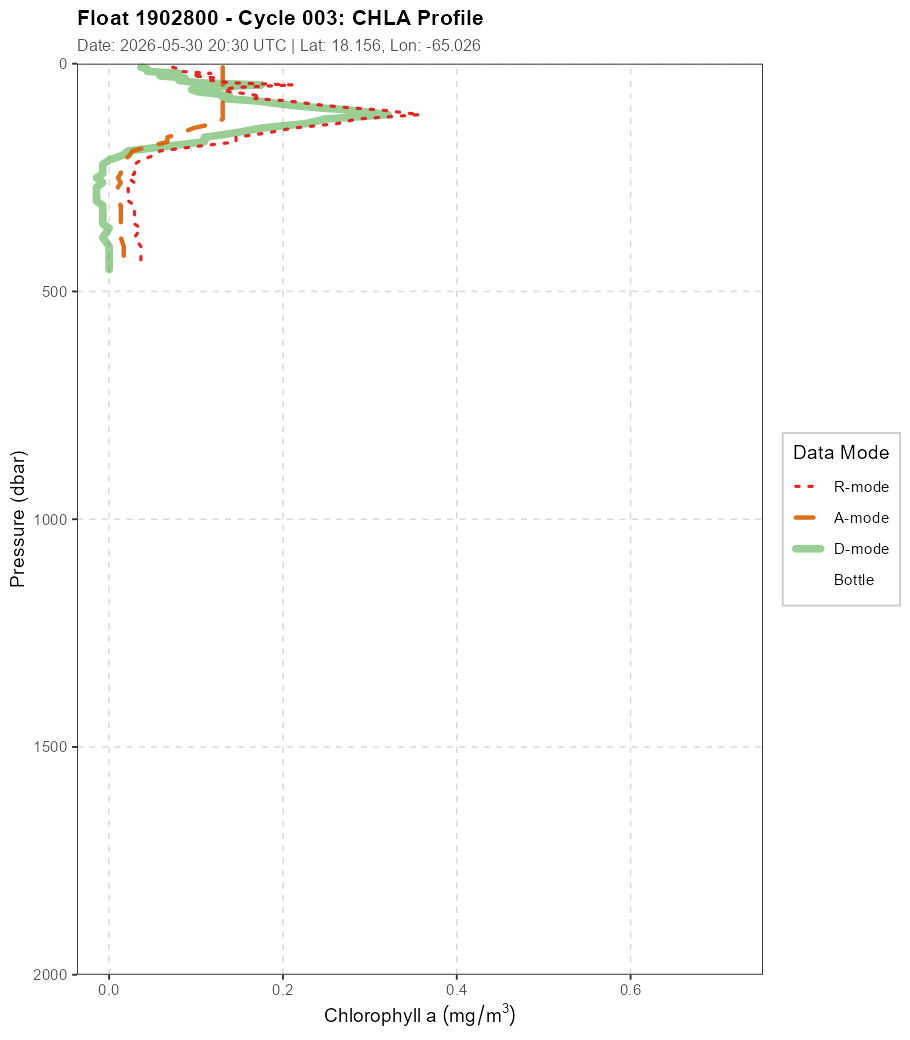 Float 1902800 - Cycle 003: CHLA Profile
Date: 2026-05-30 20:30 UTC | Lat: 18.156, Lon: -65.026
0
500
1000
1500
2000
Pressure (dbar)
0.0 0.2 0.4 0.6
Chlorophyll a (mg/m³)
Data Mode
R-mode
A-mode
D-mode
Bottle